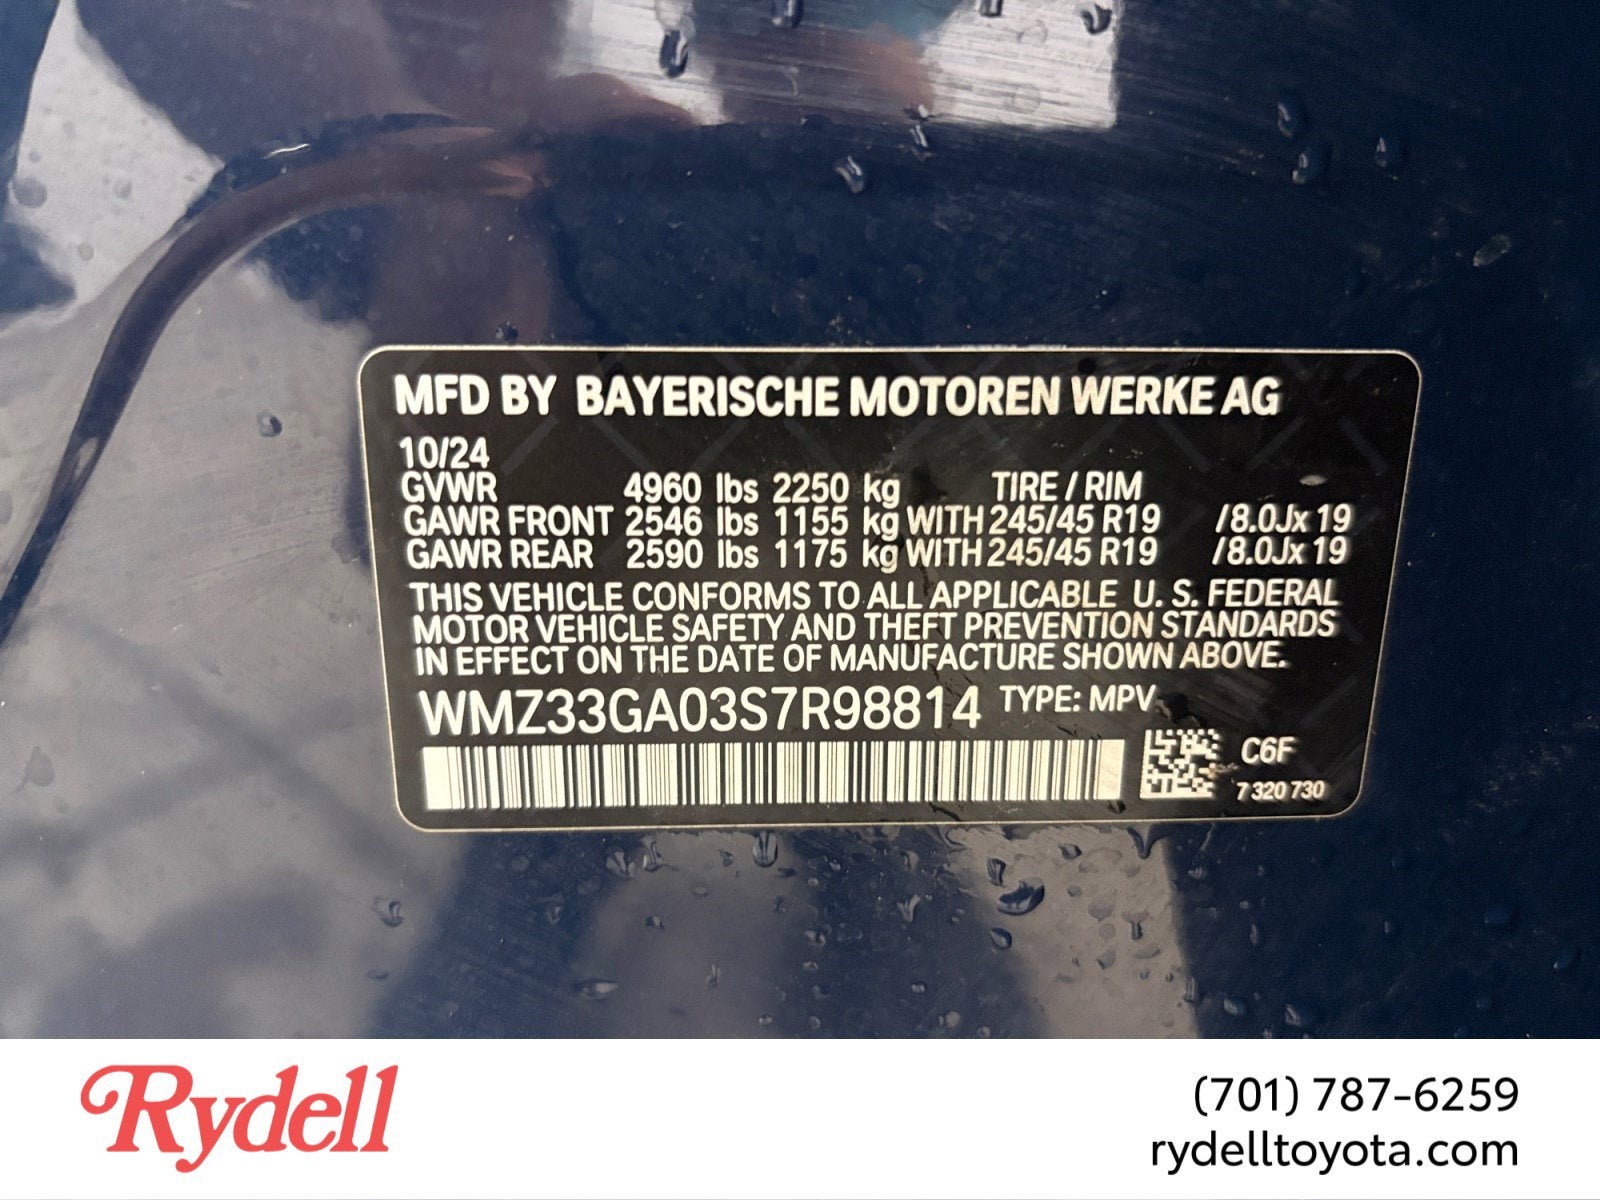 MFD BY BAYERISCHE MOTOREN WERKE AG
10/24
GVWR 4960 lbs 2250 kg TIRE / RIM
GAWR FRONT 2546 lbs 1155 kg WITH 245/45 R19 /8.0Jx 19
GAWR REAR 2590 lbs 1175 kg WITH 245/45 R19 /8.0Jx 19
THIS VEHICLE CONFORMS TO ALL APPLICABLE U. S. FEDERAL
MOTOR VEHICLE SAFETY AND THEFT PREVENTION STANDARDS
IN EFFECT ON THE DATE OF MANUFACTURE SHOWN ABOVE.
WMZ33GA03S7R98814 TYPE: MPV
C6F
7 320 730
Rydell
(701) 787-6259
rydelltoyota.com